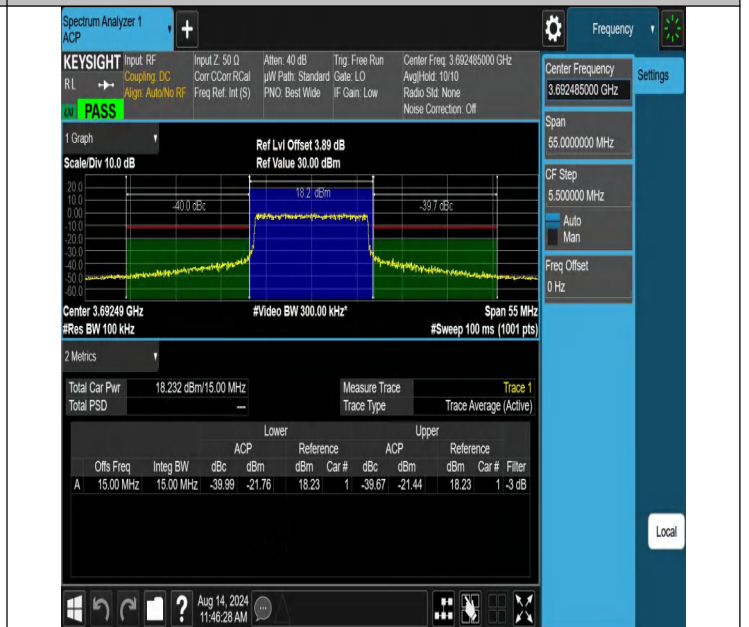 Spectrum Analyzer 1
ACP
+
Frequency
KEYSIGHT
RL
PASS
Input: RF
Coupling: DC
Align: Auto/No RF
Input Z: 50 Ω
Corr CCorr RCal
Freq Ref: Int (S)
Atten: 40 dB
µW Path: Standard
PNO: Best Wide
Trig: Free Run
Gate: LO
IF Gain: Low
Center Freq: 3.692485000 GHz
Avg|Hold: 10/10
Radio Std: None
Noise Correction: Off
Center Frequency
3.692485000 GHz
Settings
Span
55.0000000 MHz
CF Step
5.500000 MHz
Auto
Man
Freq Offset
0 Hz
1 Graph
Scale/Div 10.0 dB
Ref Lvl Offset 3.89 dB
Ref Value 30.00 dBm
20.0
10.0
0.00
-10.0
-20.0
-30.0
-40.0
-50.0
-60.0
-40.0 dBc
18.2 dBm
-39.7 dBc
Center 3.69249 GHz
#Video BW 300.00 kHz*
Span 55 MHz
#Res BW 100 kHz
#Sweep 100 ms (1001 pts)
2 Metrics
Total Car Pwr 18.232 dBm/15.00 MHz
Total PSD ---
Measure Trace Trace 1
Trace Type Trace Average (Active)
Lower Upper
ACP Reference ACP Reference
Offs Freq Integ BW dBc dBm dBm Car # dBc dBm dBm Car # Filter
A 15.00 MHz 15.00 MHz -39.99 -21.76 18.23 1 -39.67 -21.44 18.23 1 -3 dB
Local
?
Aug 14, 2024
11:46:28 AM